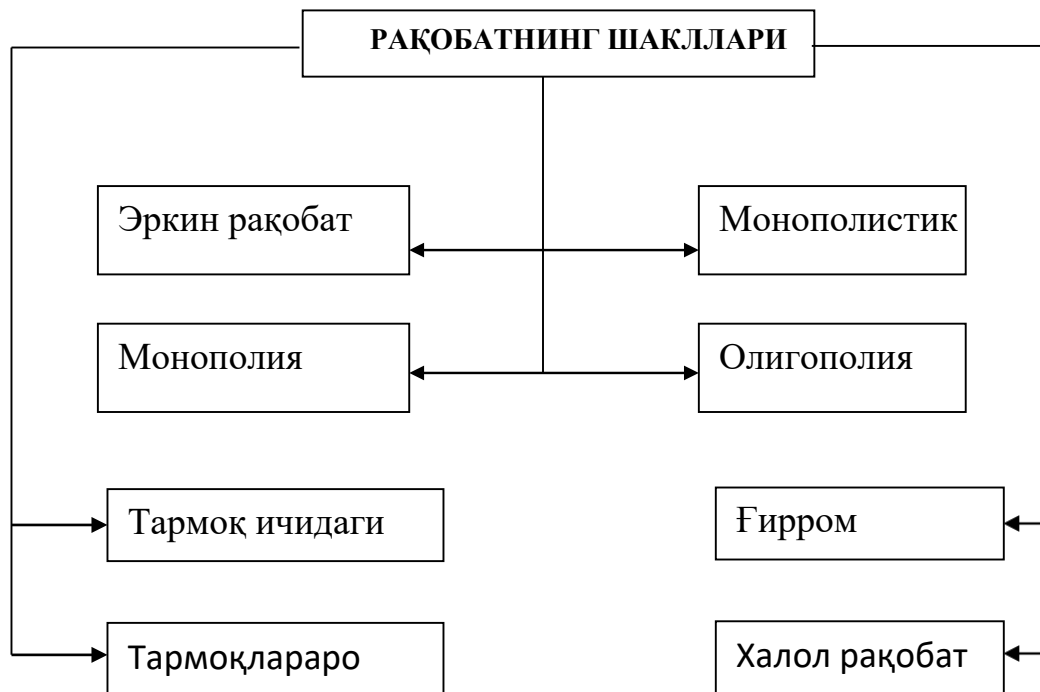 РАҚОБАТНИНГ ШАКЛЛАРИ
Эркин рақобат
Монополистик
Монополия
Олигополия
Тармоқ ичидаги
Ғирром
Тармоқлараро
Халол рақобат